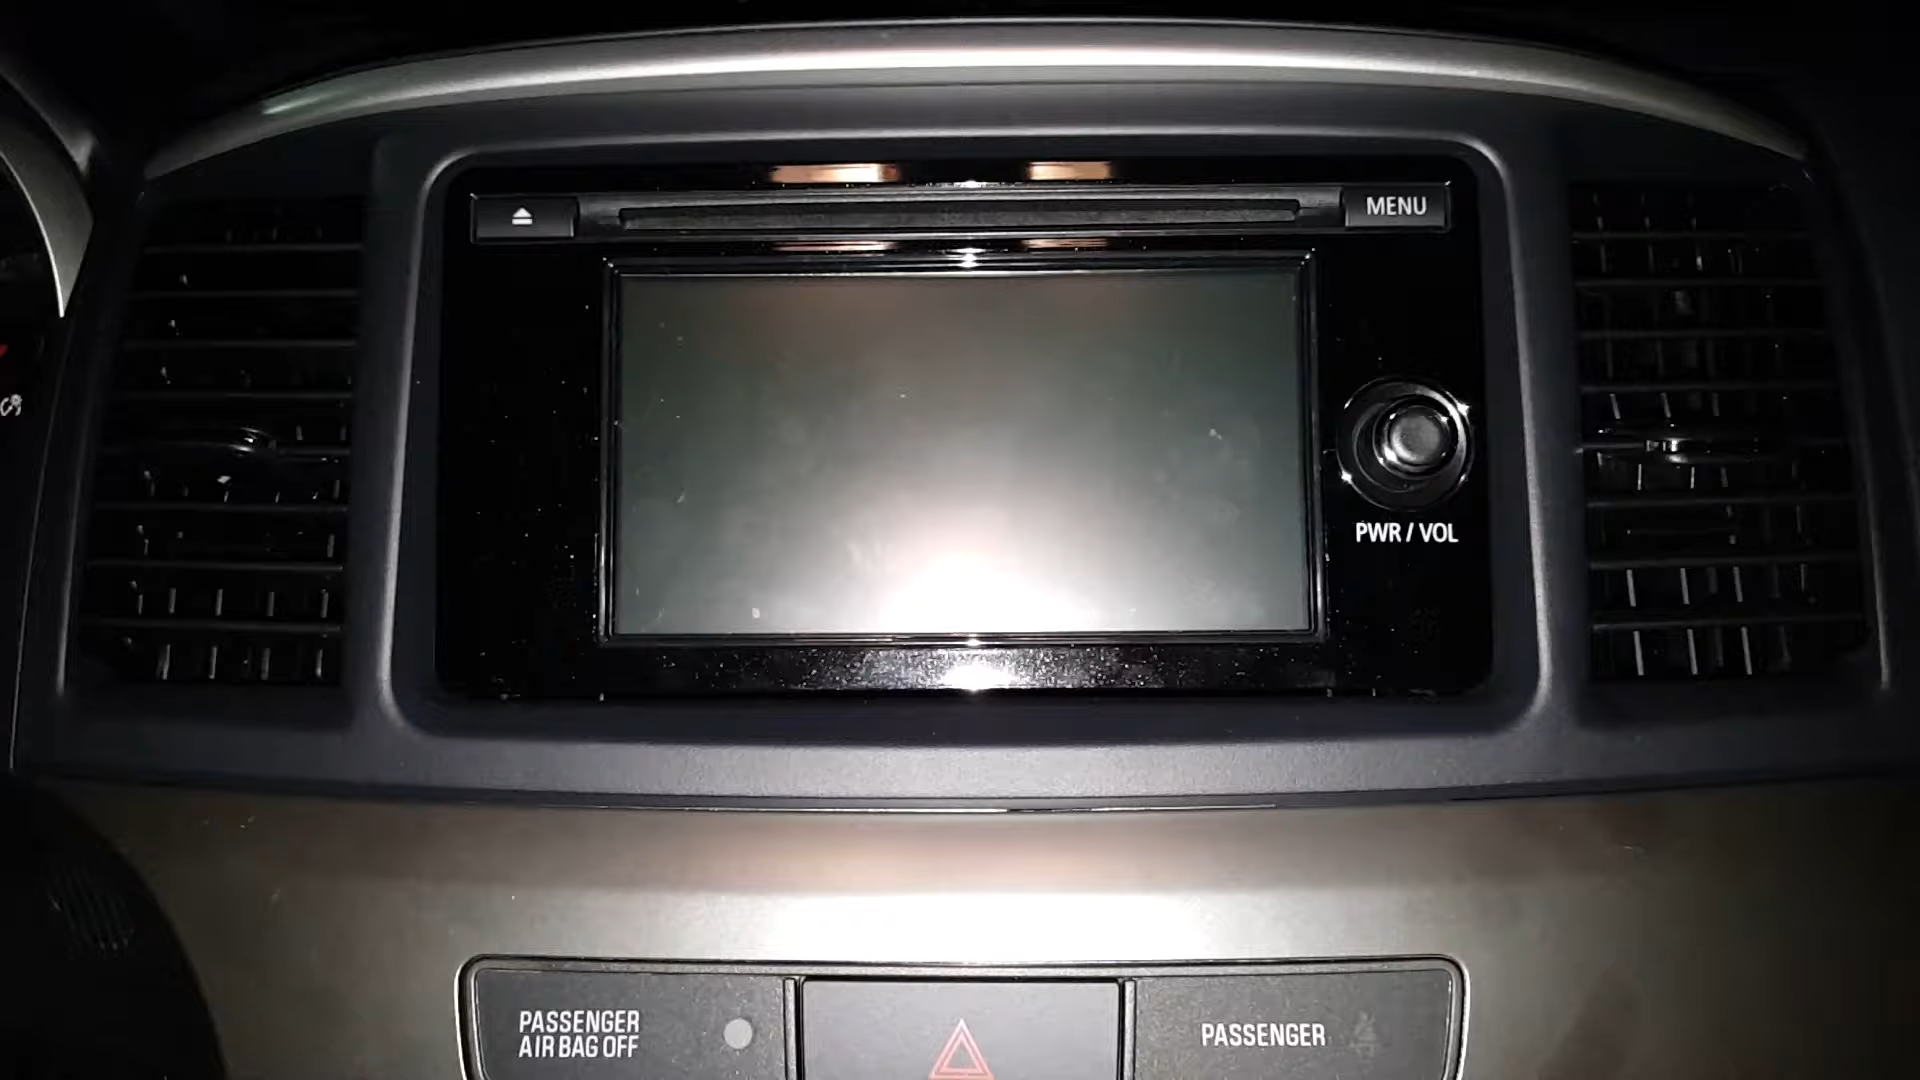 MENU
PWR / VOL
PASSENGER
AIR BAG OFF
PASSENGER